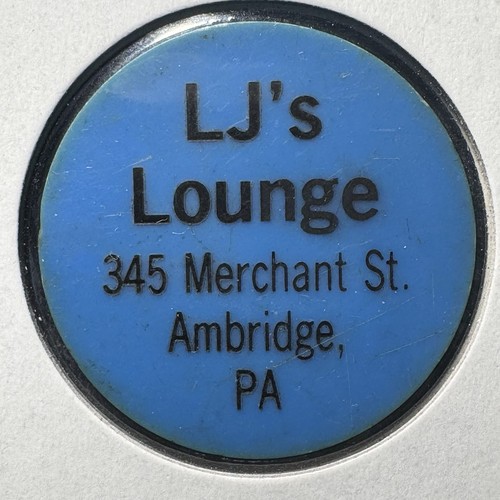 LJ's
Lounge
345 Merchant St.
Ambridge,
PA